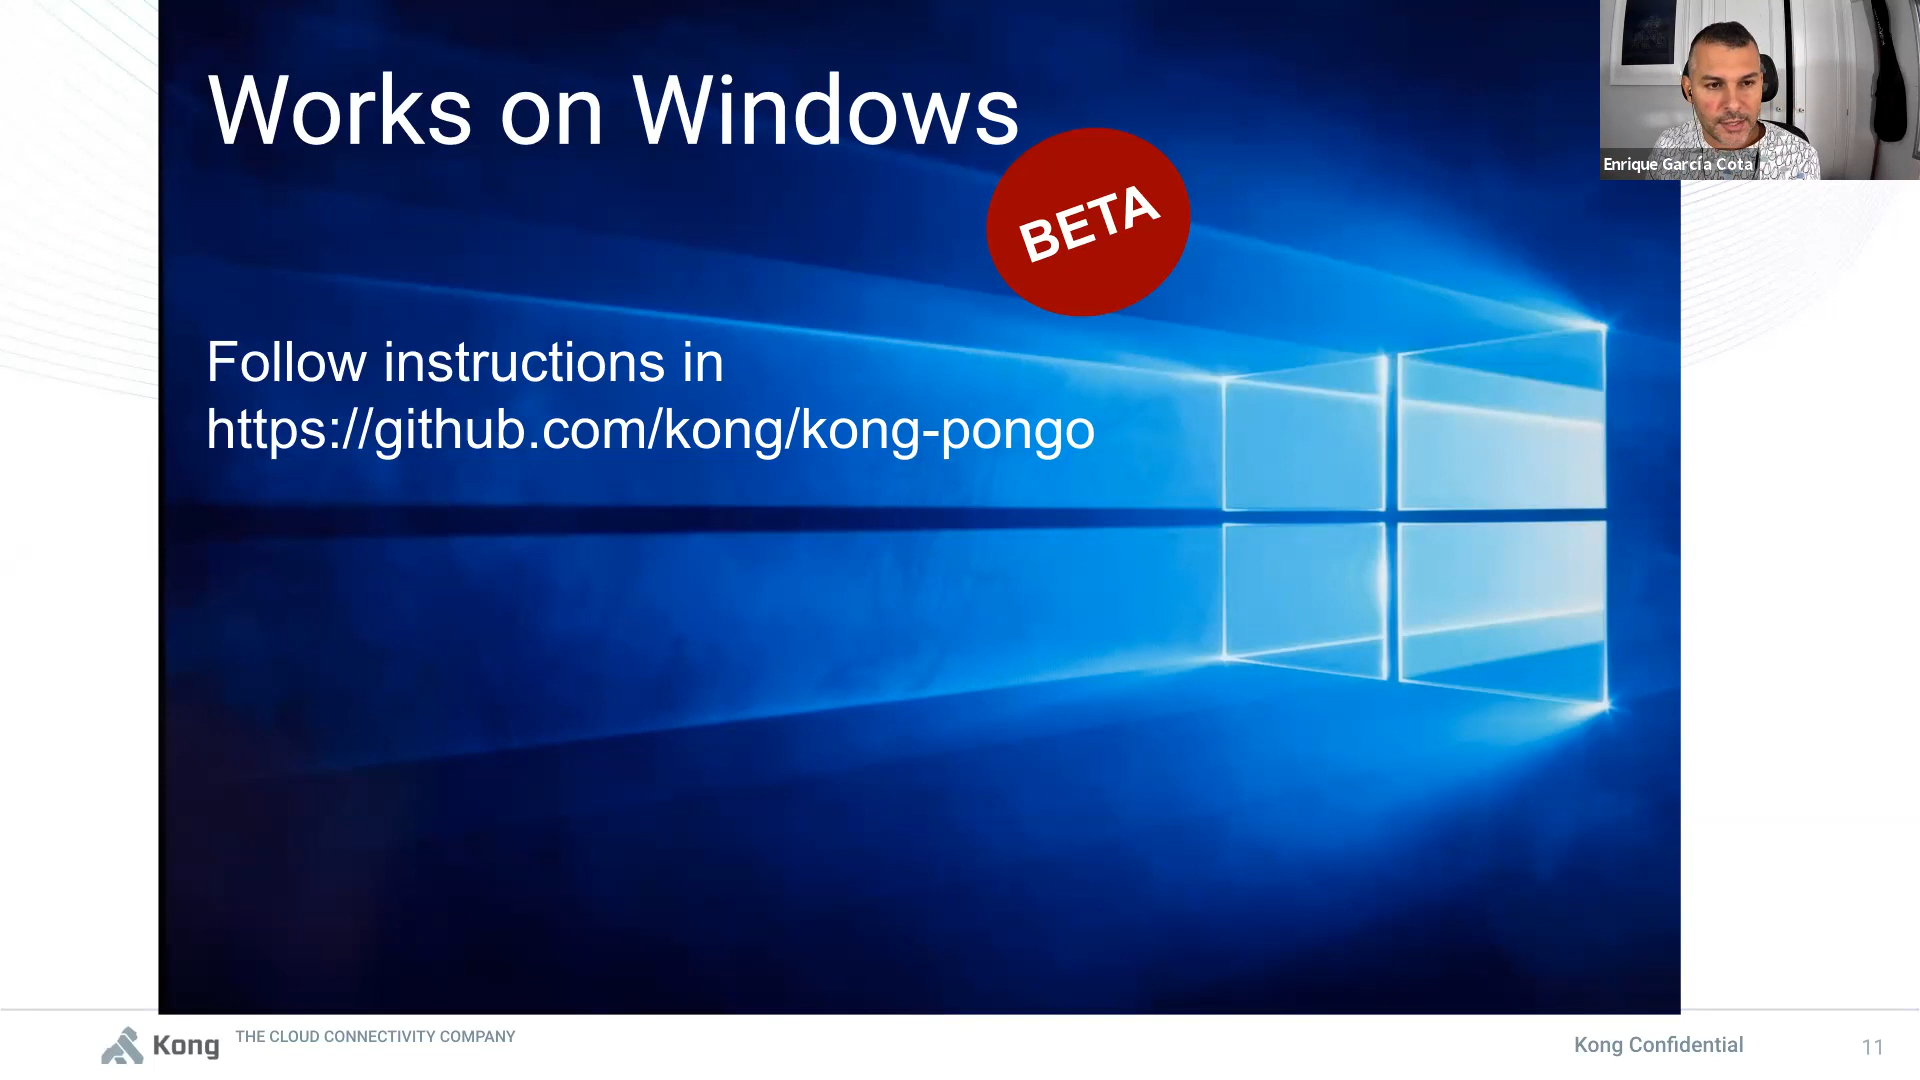 Works on Windows
BETA
Follow instructions in
https://github.com/kong/kong-pongo
Enrique García Cota
Kong
THE CLOUD CONNECTIVITY COMPANY
Kong Confidential
11